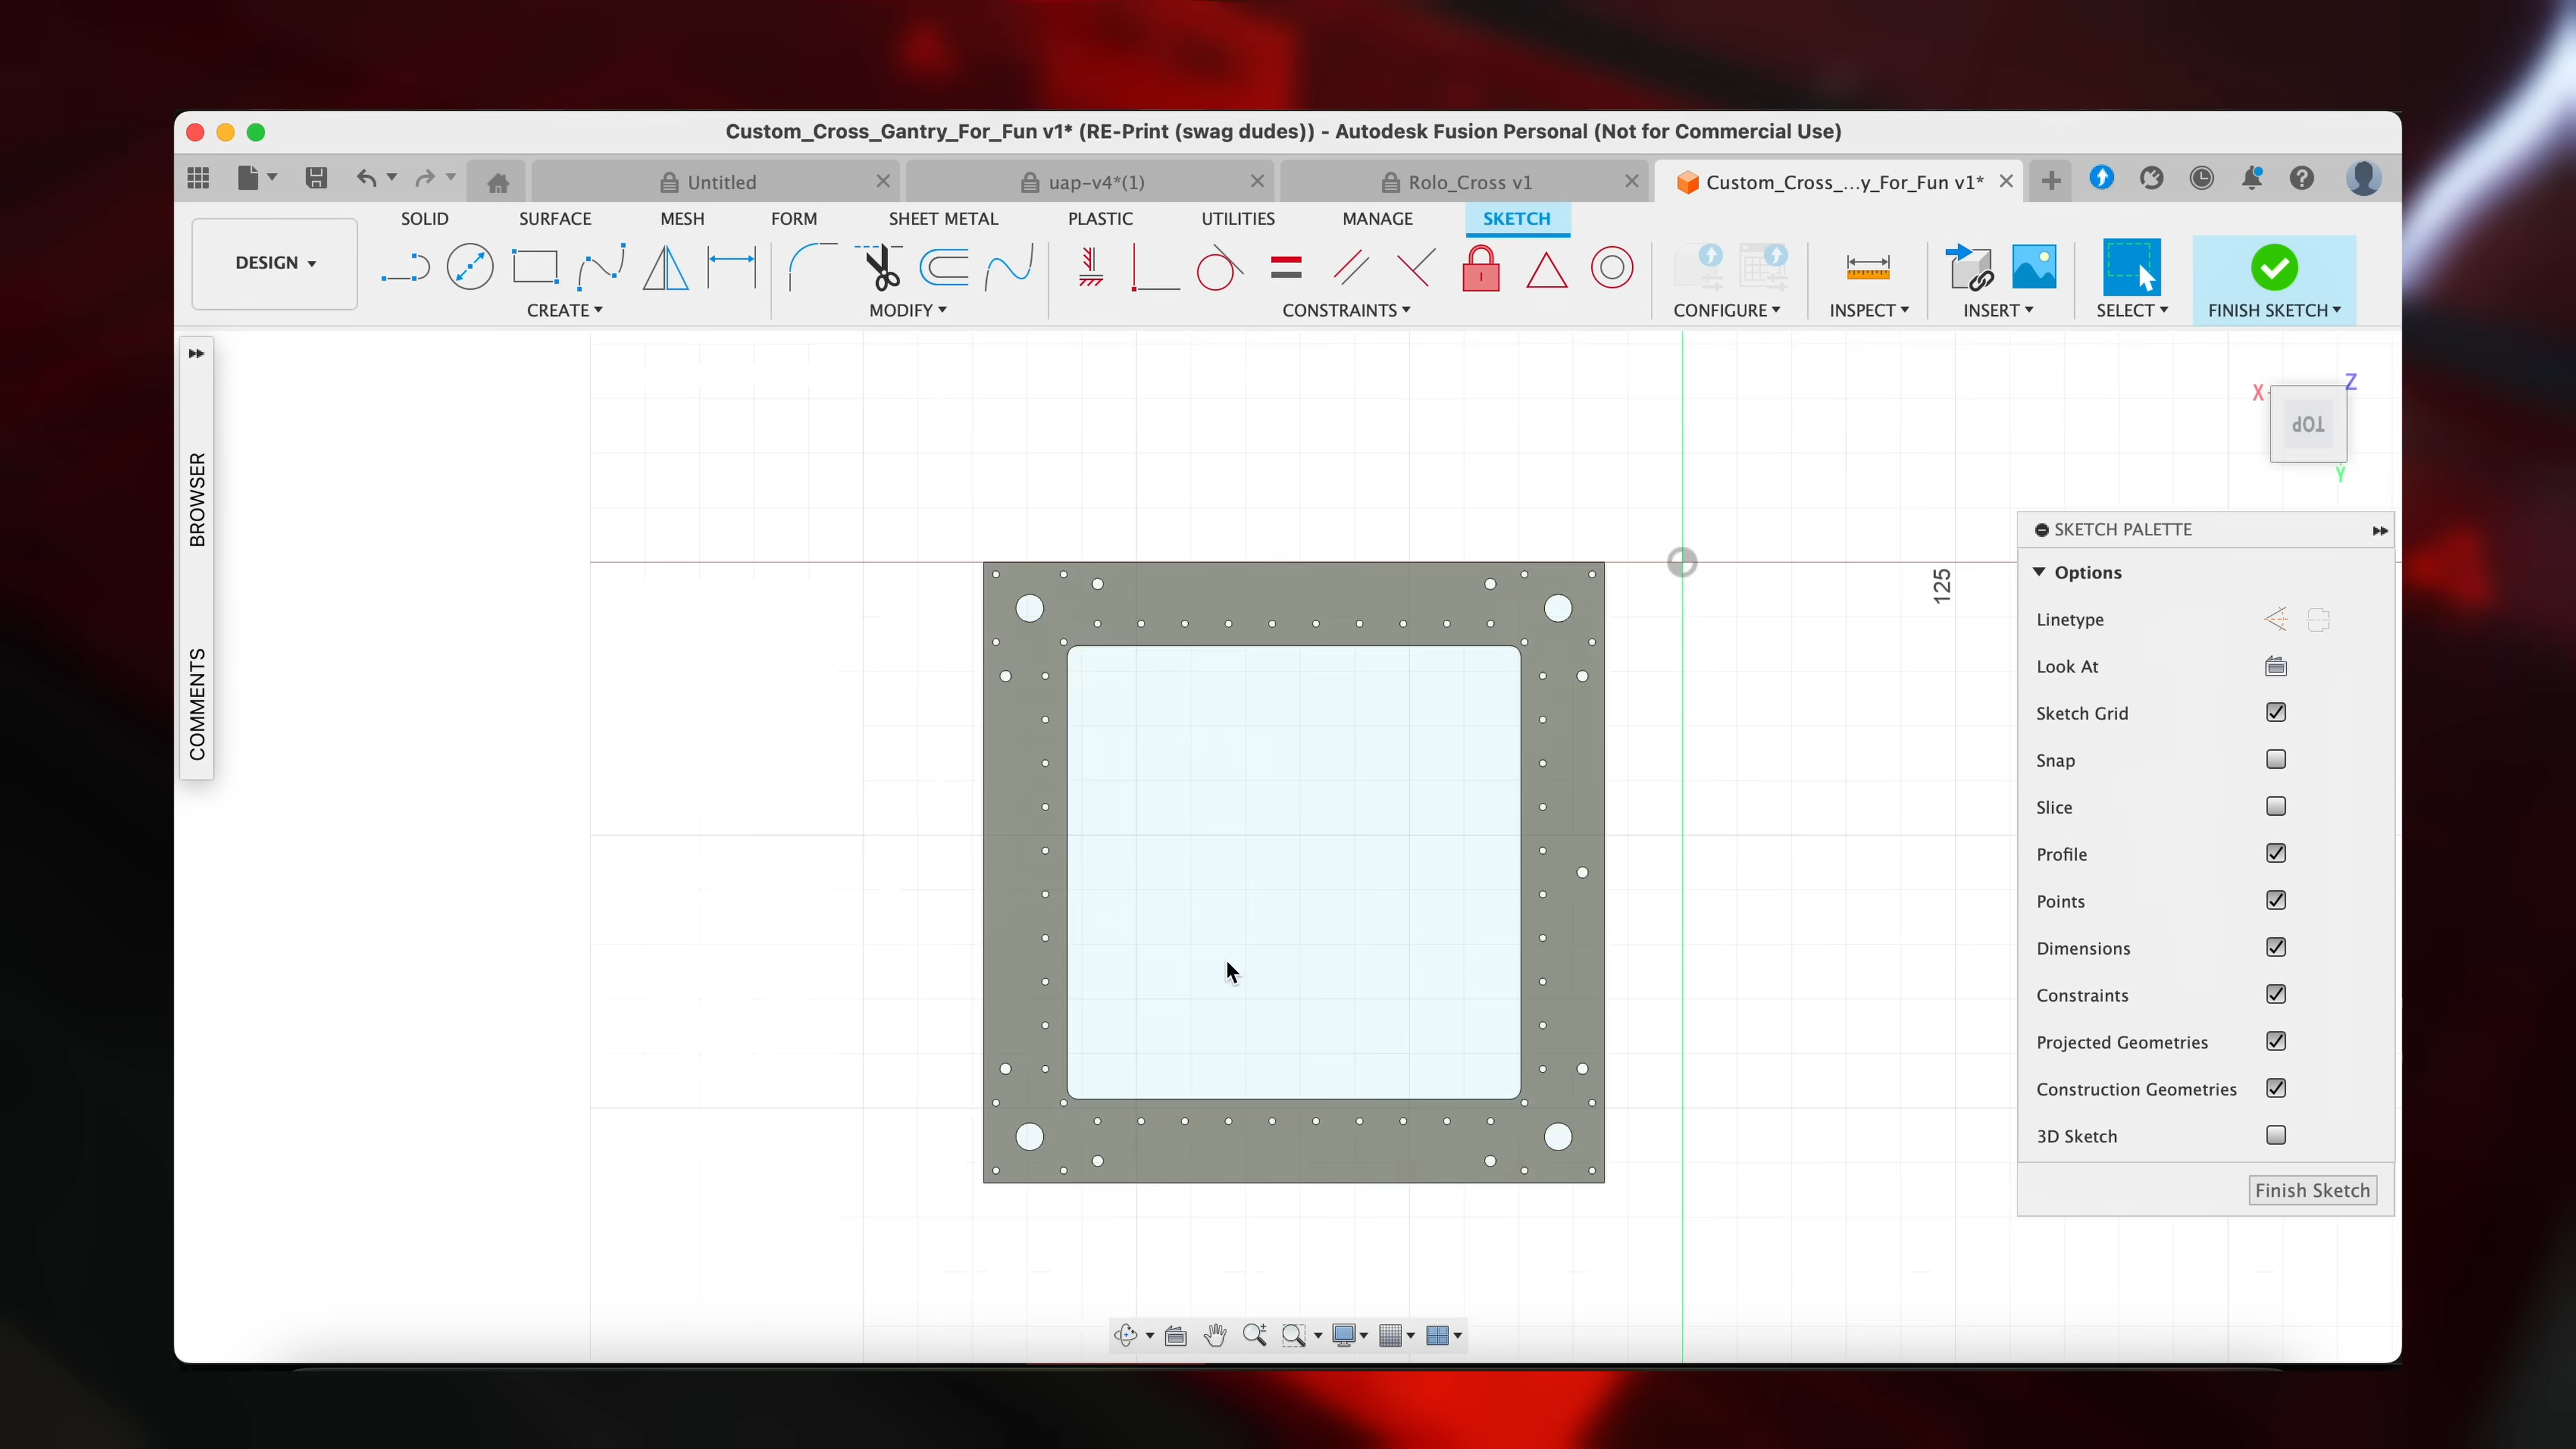 Custom_Cross_Gantry_For_Fun v1* (RE-Print (swag dudes)) - Autodesk Fusion Personal (Not for Commercial Use)
Untitled
uap-v4*(1)
Rolo_Cross v1
Custom_Cross_...y_For_Fun v1*
SOLID
SURFACE
MESH
FORM
SHEET METAL
PLASTIC
UTILITIES
MANAGE
SKETCH
DESIGN
CREATE
MODIFY
CONSTRAINTS
CONFIGURE
INSPECT
INSERT
SELECT
FINISH SKETCH
BROWSER
COMMENTS
X
Z
TOP
Y
125
SKETCH PALETTE
Options
Linetype
Look At
Sketch Grid
Snap
Slice
Profile
Points
Dimensions
Constraints
Projected Geometries
Construction Geometries
3D Sketch
Finish Sketch